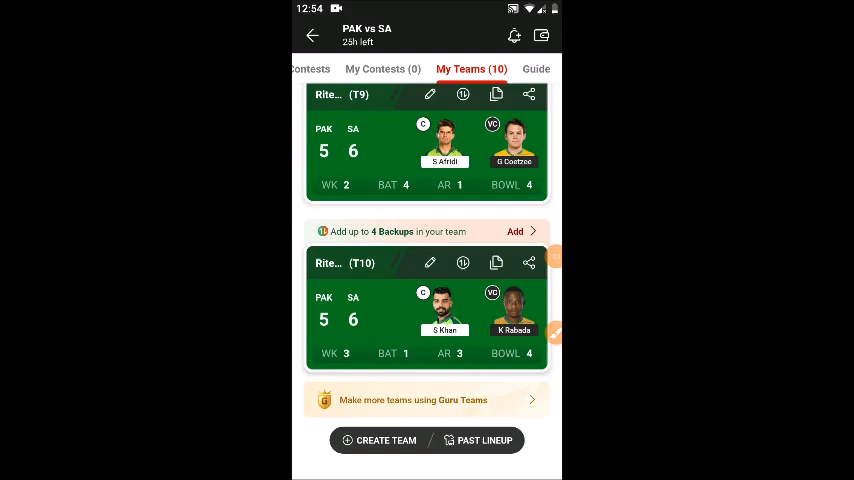 12:54
PAK vs SA
25h left
Contests My Contests (0) My Teams (10) Guide
Rite... (T9)
PAK SA C VC
5 6
S Afridi G Coetzee
WK 2 BAT 4 AR 1 BOWL 4
Add up to 4 Backups in your team Add
Rite... (T10)
PAK SA C VC
5 6
S Khan K Rabada
WK 3 BAT 1 AR 3 BOWL 4
G Make more teams using Guru Teams
CREATE TEAM / PAST LINEUP